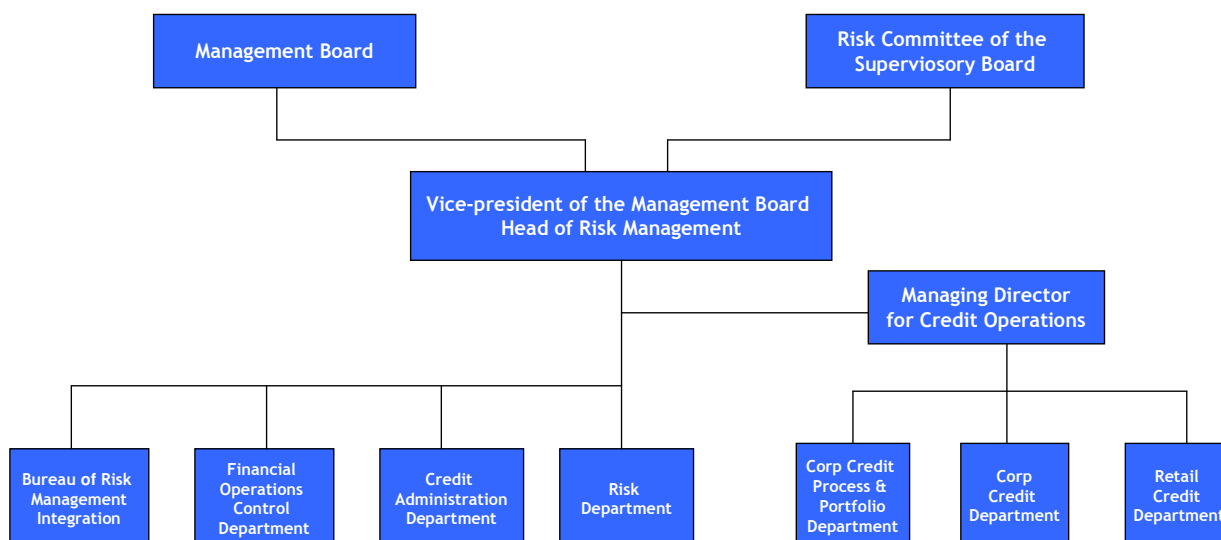 Management Board
Risk Committee of the
Superviosory Board
Vice-president of the Management Board
Head of Risk Management
Managing Director
for Credit Operations
Bureau of Risk
Management
Integration
Financial
Operations
Control
Department
Credit
Administration
Department
Risk
Department
Corp Credit
Process &
Portfolio
Department
Corp
Credit
Department
Retail
Credit
Department